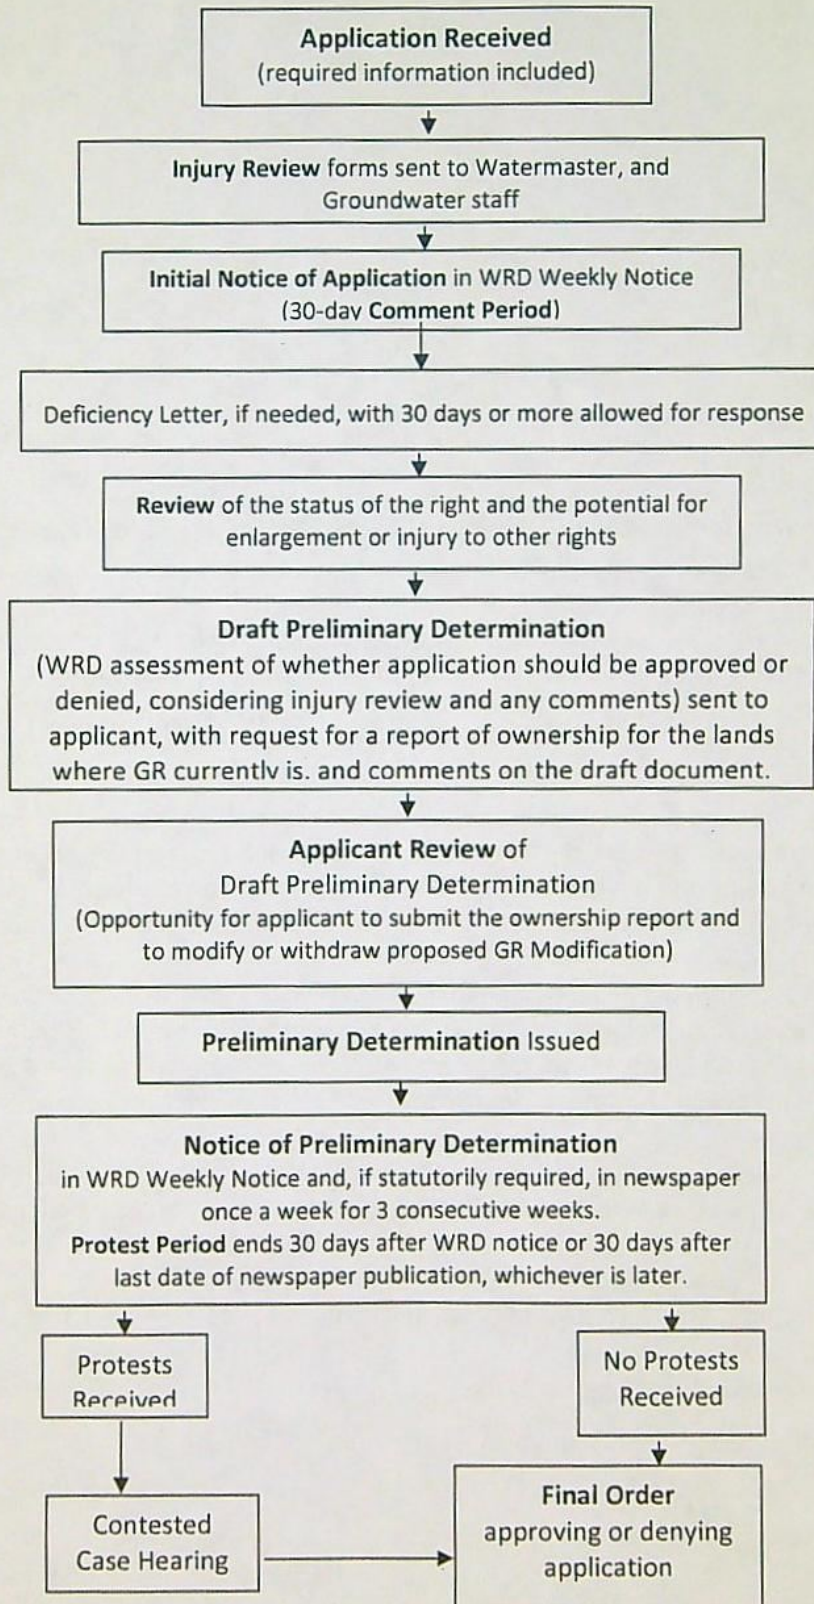 Application Received
(required information included)
Injury Review forms sent to Watermaster, and
Groundwater staff
Initial Notice of Application in WRD Weekly Notice
(30-day Comment Period)
Deficiency Letter, if needed, with 30 days or more allowed for response
Review of the status of the right and the potential for
enlargement or injury to other rights
Draft Preliminary Determination
(WRD assessment of whether application should be approved or
denied, considering injury review and any comments) sent to
applicant, with request for a report of ownership for the lands
where GR currently is. and comments on the draft document.
Applicant Review of
Draft Preliminary Determination
(Opportunity for applicant to submit the ownership report and
to modify or withdraw proposed GR Modification)
Preliminary Determination Issued
Notice of Preliminary Determination
in WRD Weekly Notice and, if statutorily required, in newspaper
once a week for 3 consecutive weeks.
Protest Period ends 30 days after WRD notice or 30 days after
last date of newspaper publication, whichever is later.
Protests
Received
No Protests
Received
Contested
Case Hearing
Final Order
approving or denying
application